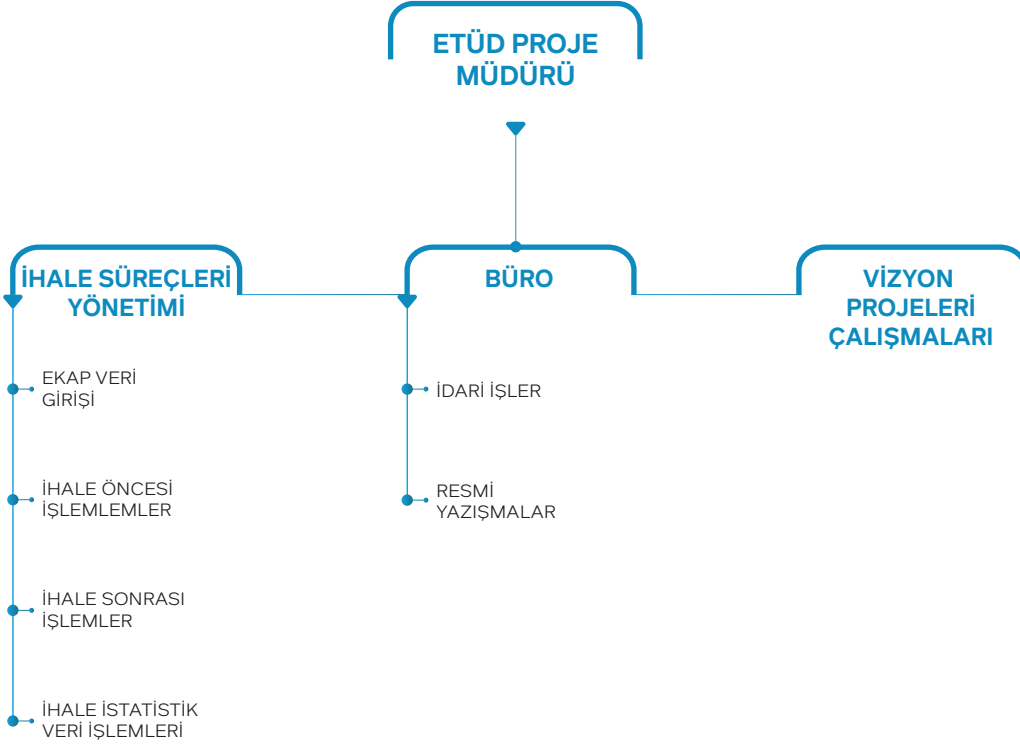 ETÜD PROJE
MÜDÜRÜ
İHALE SÜREÇLERİ
YÖNETİMİ
EKAP VERİ
GİRİŞİ
İHALE ÖNCESİ
İŞLEMLEMLER
İHALE SONRASI
İŞLEMLER
İHALE İSTATİSTİK
VERİ İŞLEMLERİ
BÜRO
İDARİ İŞLER
RESMİ
YAZIŞMALAR
VİZYON
PROJELERİ
ÇALIŞMALARI